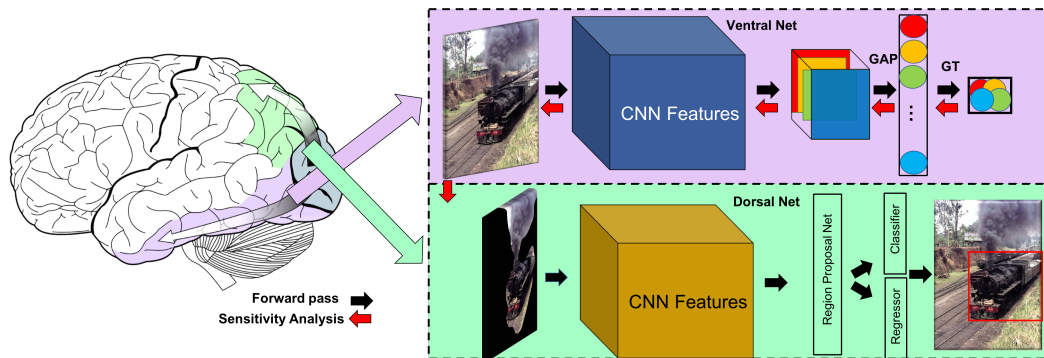 Ventral Net
CNN Features
GAP
GT
...
Dorsal Net
CNN Features
Region Proposal Net
Classifier
Regressor
Forward pass
Sensitivity Analysis